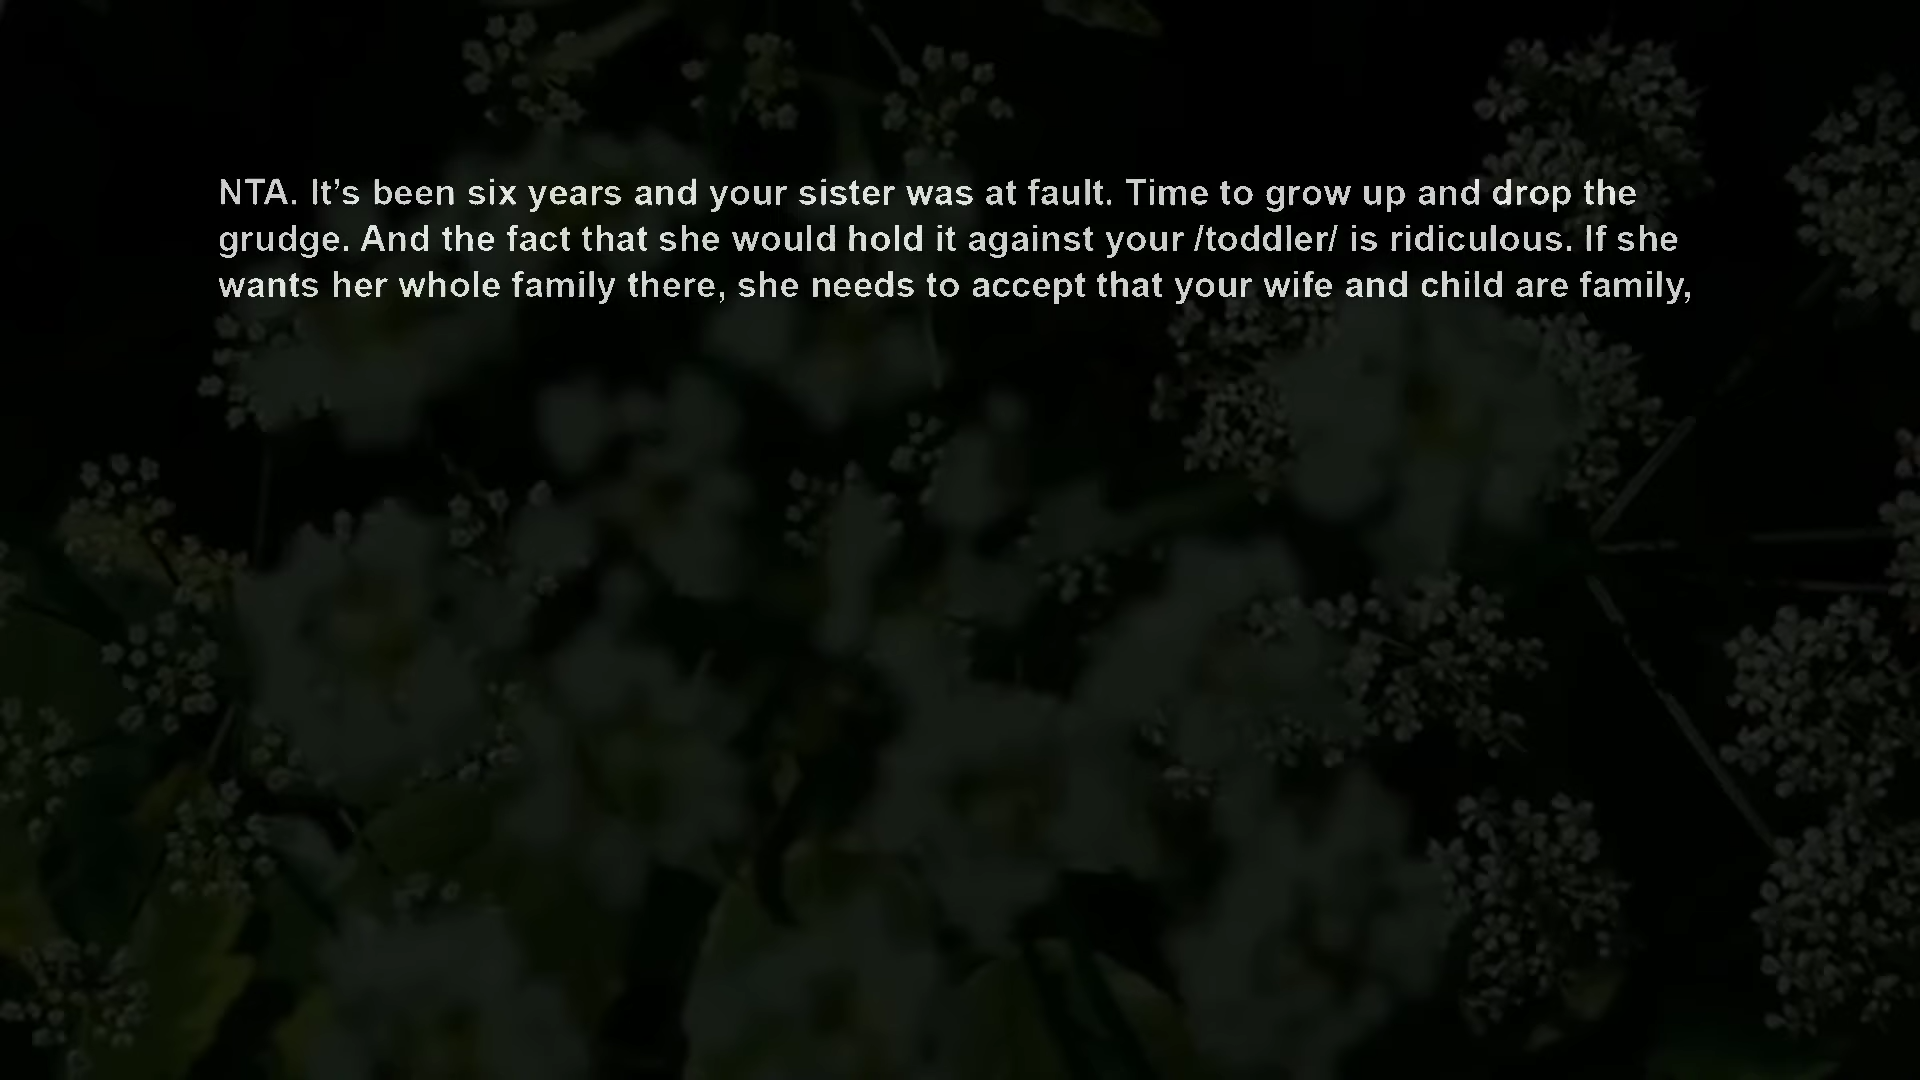 NTA. It’s been six years and your sister was at fault. Time to grow up and drop the
grudge. And the fact that she would hold it against your /toddler/ is ridiculous. If she
wants her whole family there, she needs to accept that your wife and child are family,